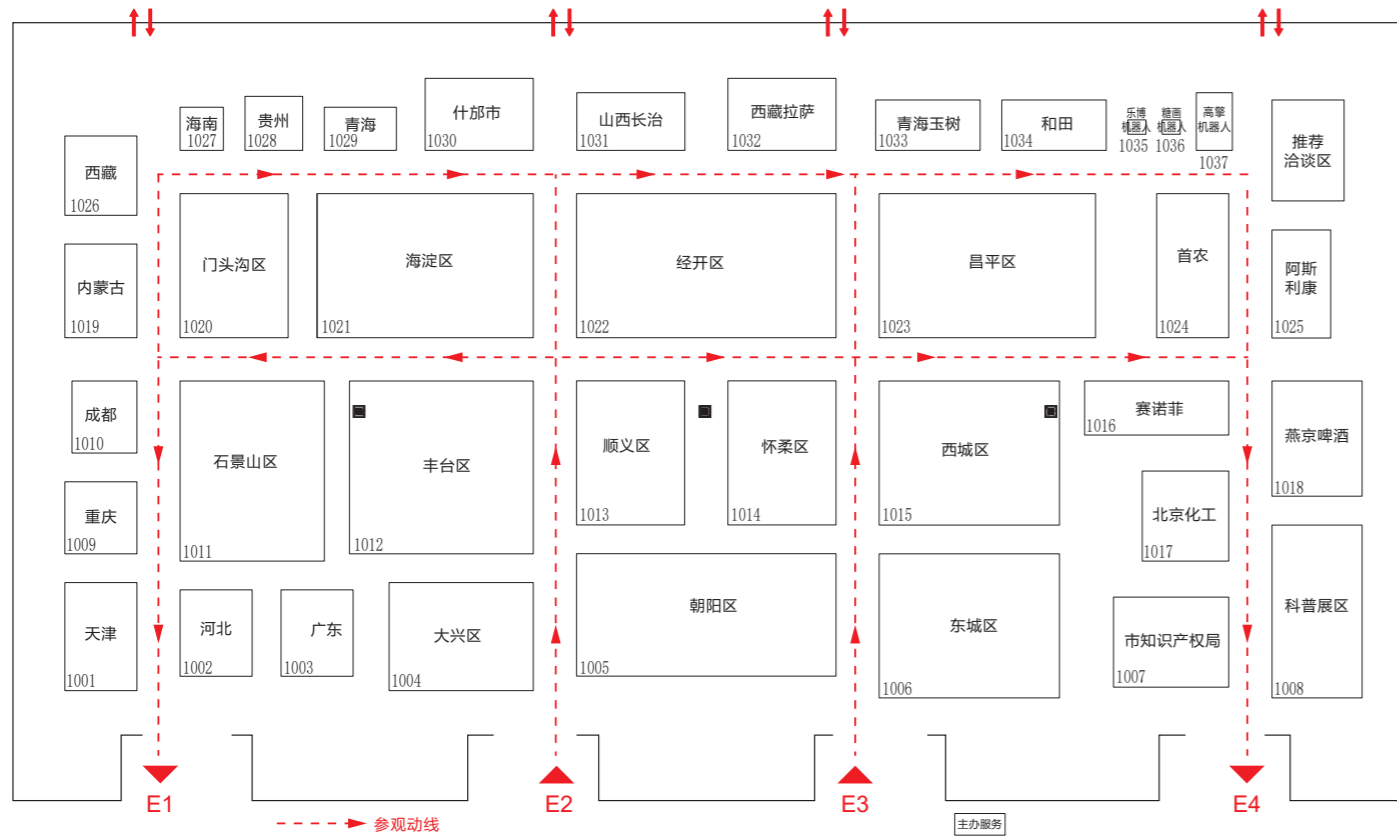 海南
1027
贵州
1028
青海
1029
什邡市
1030
山西长治
1031
西藏拉萨
1032
青海玉树
1033
和田
1034
乐博
机器人
1035
糖画
机器人
1036
高擎
机器人
1037
推荐
洽谈区
西藏
1026
内蒙古
1019
门头沟区
1020
海淀区
1021
经开区
1022
昌平区
1023
首农
1024
阿斯
利康
1025
成都
1010
重庆
1009
石景山区
1011
丰台区
1012
顺义区
1013
怀柔区
1014
西城区
1015
赛诺菲
1016
北京化工
1017
燕京啤酒
1018
天津
1001
河北
1002
广东
1003
大兴区
1004
朝阳区
1005
东城区
1006
市知识产权局
1007
科普展区
1008
E1
E2
E3
E4
参观动线
主办服务